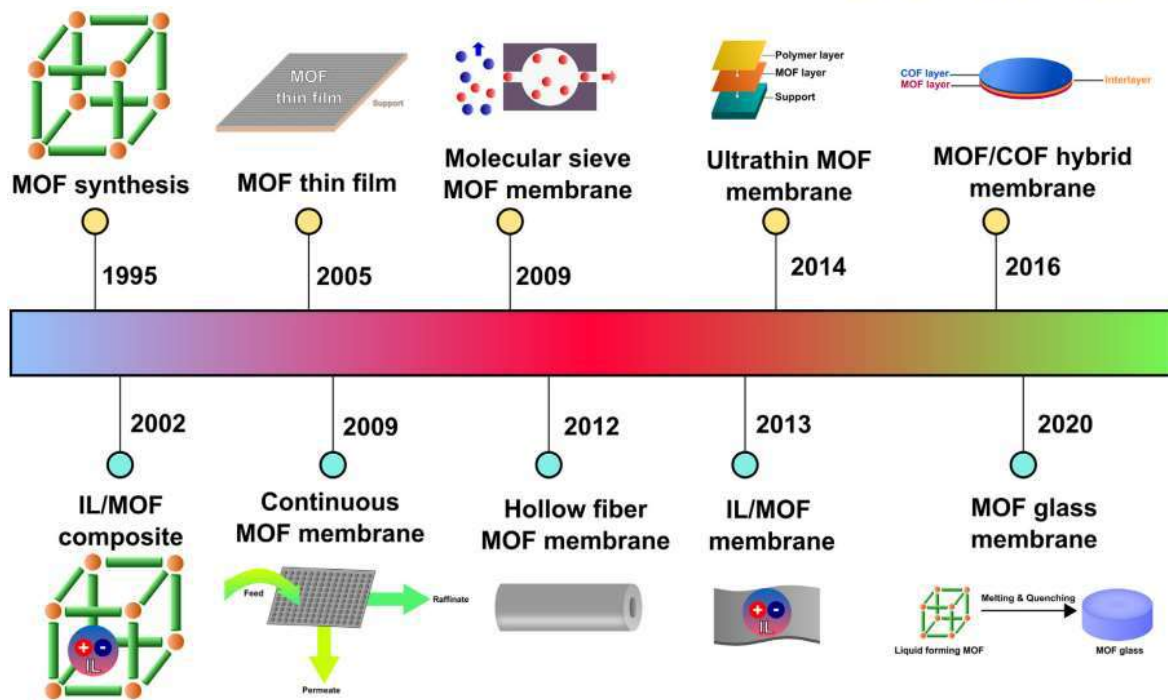 MOF
thin film
Support
Polymer layer
MOF layer
Support
COF layer
MOF layer
Interlayer
MOF synthesis
MOF thin film
Molecular sieve
MOF membrane
Ultrathin MOF
membrane
MOF/COF hybrid
membrane
1995
2005
2009
2014
2016
2002
2009
2012
2013
2020
IL/MOF
composite
Continuous
MOF membrane
Hollow fiber
MOF membrane
IL/MOF
membrane
MOF glass
membrane
+ -
IL
Feed
Raffinate
Permeate
+ -
IL
Melting & Quenching
Liquid forming MOF
MOF glass